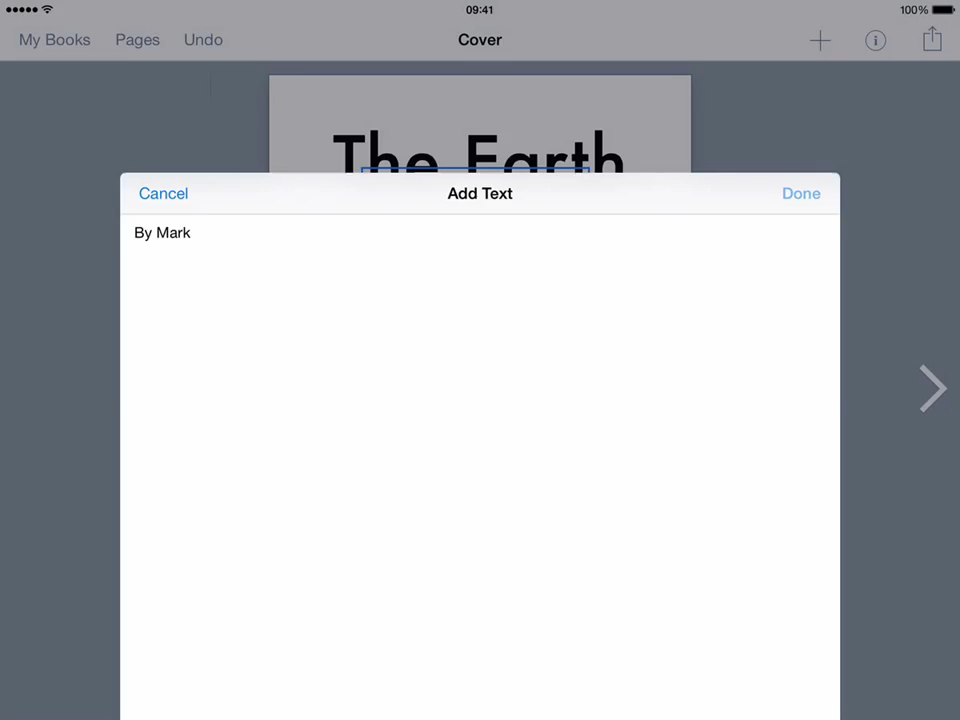 09:41
100%
My Books Pages Undo Cover
The Earth
Cancel Add Text Done
By Mark